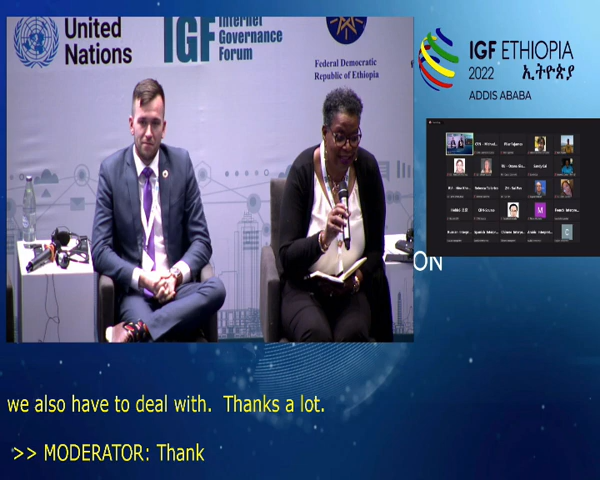 United
Nations
IGF
Internet
Governance
Forum
Federal Democratic
Republic of Ethiopia
IGF ETHIOPIA
2022 ኢትዮጵያ
ADDIS ABABA
ON
we also have to deal with.  Thanks a lot.
>> MODERATOR: Thank